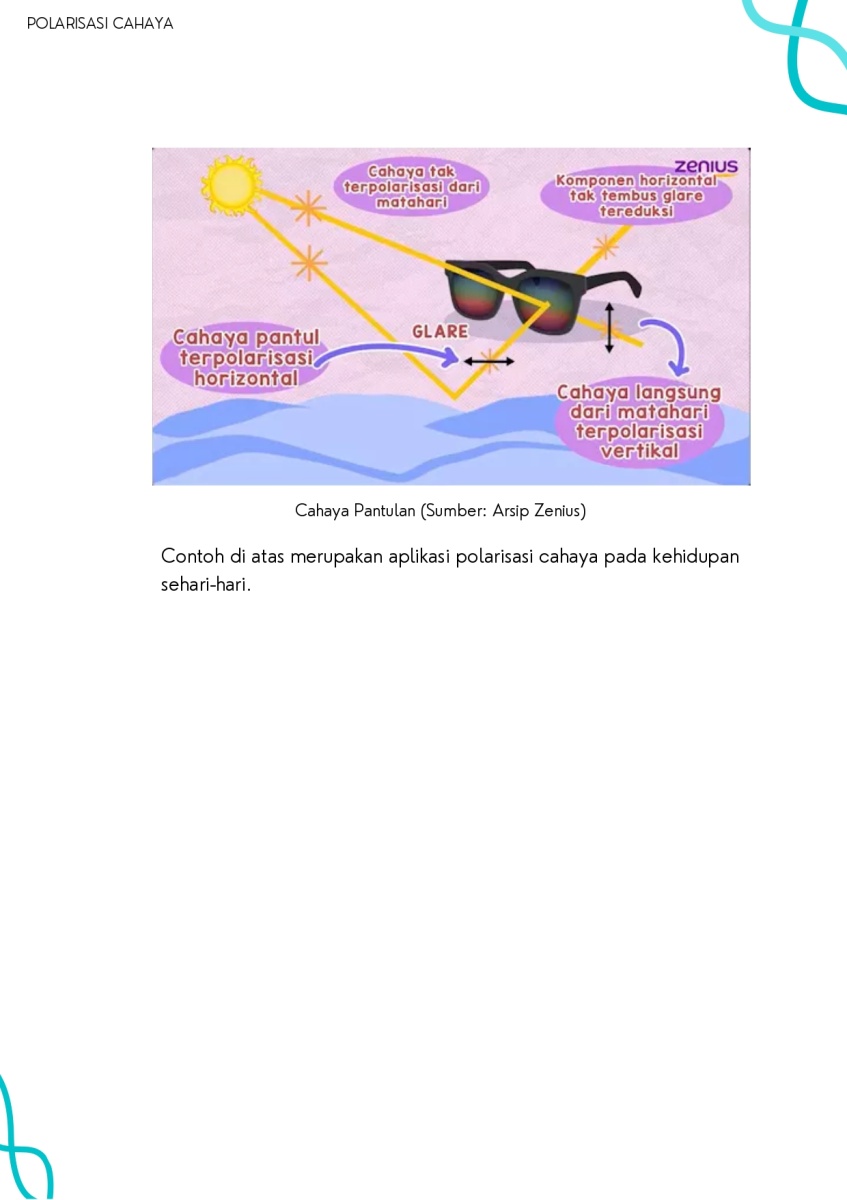 POLARISASI CAHAYA
zenius
Cahaya tak
terpolarisasi dari
matahari
Komponen horizontal
tak tembus glare
tereduksi
GLARE
Cahaya pantul
terpolarisasi
horizontal
Cahaya langsung
dari matahari
terpolarisasi
vertikal
Cahaya Pantulan (Sumber: Arsip Zenius)
Contoh di atas merupakan aplikasi polarisasi cahaya pada kehidupan
sehari-hari.